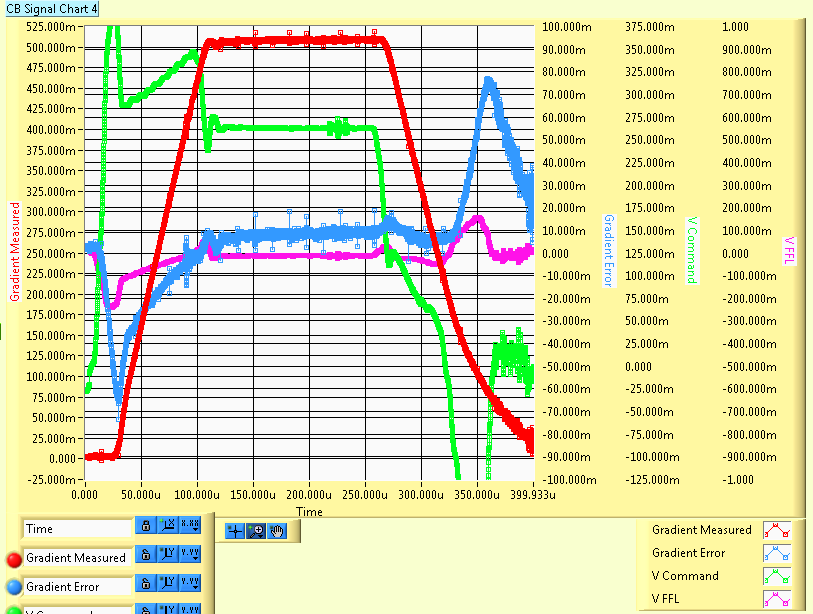 CB Signal Chart 4
525.000m 100.000m 375.000m 1.000
500.000m 90.000m 350.000m 900.000m
475.000m 80.000m 325.000m 800.000m
450.000m 70.000m 300.000m 700.000m
425.000m 60.000m 275.000m 600.000m
400.000m 50.000m 250.000m 500.000m
375.000m 40.000m 225.000m 400.000m
350.000m 30.000m 200.000m 300.000m
325.000m 20.000m 175.000m 200.000m
300.000m 10.000m 150.000m 100.000m
275.000m 0.000 125.000m 0.000
250.000m -10.000m 100.000m -100.000m
225.000m -20.000m 75.000m -200.000m
200.000m -30.000m 50.000m -300.000m
175.000m -40.000m 25.000m -400.000m
150.000m -50.000m 0.000 -500.000m
125.000m -60.000m -25.000m -600.000m
100.000m -70.000m -50.000m -700.000m
75.000m -80.000m -75.000m -800.000m
50.000m -90.000m -100.000m -900.000m
25.000m -100.000m -125.000m -1.000
0.000
-25.000m
Gradient Measured
Gradient Error
V Command
V FFL
0.000 50.000u 100.000u 150.000u 200.000u 250.000u 300.000u 350.000u 399.933u
Time
Time X X.XX
Gradient Measured Y Y.YY
Gradient Error Y Y.YY
V Command
Gradient Measured
Gradient Error
V Command
V FFL